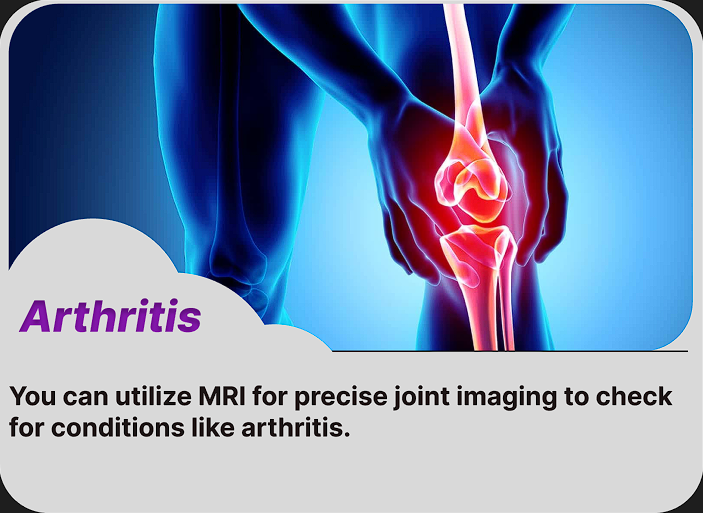 Arthritis
You can utilize MRI for precise joint imaging to check
for conditions like arthritis.